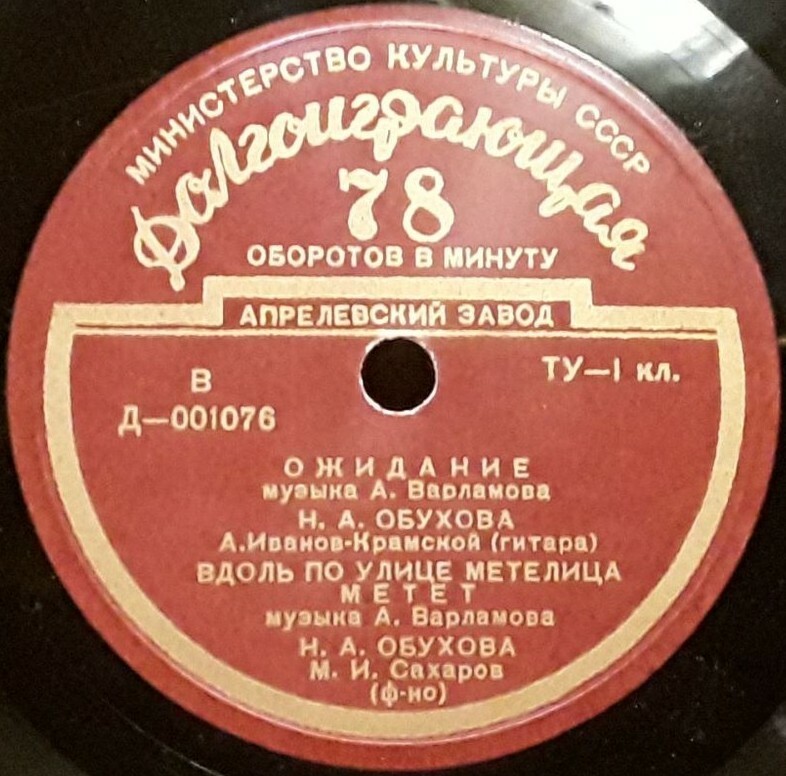 МИНИСТЕРСТВО КУЛЬТУРЫ СССР
Долгоиграющая
78
ОБОРОТОВ В МИНУТУ
АПРЕЛЕВСКИЙ ЗАВОД
В
Д—001076
ТУ—1 кл.
ОЖИДАНИЕ
музыка А. Варламова
Н. А. ОБУХОВА
А.Иванов-Крамской (гитара)
ВДОЛЬ ПО УЛИЦЕ МЕТЕЛИЦА
МЕТЕТ
музыка А. Варламова
Н. А. ОБУХОВА
М. И. Сахаров
(ф-но)